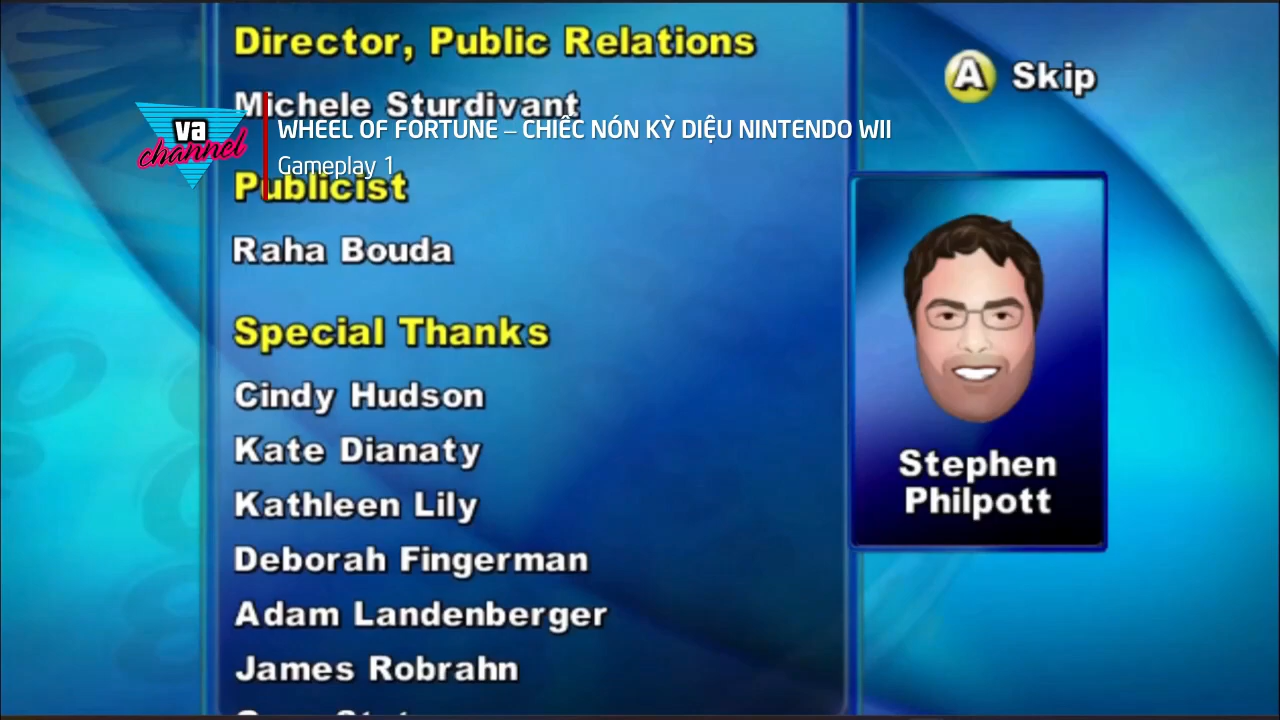 Director, Public Relations
A Skip
Michele Sturdivant
va
channel
WHEEL OF FORTUNE – CHIẾC NÓN KỲ DIỆU NINTENDO WII
Gameplay 1
Publicist
Raha Bouda
Special Thanks
Cindy Hudson
Kate Dianaty
Kathleen Lily
Deborah Fingerman
Adam Landenberger
James Robrahn
Stephen
Philpott